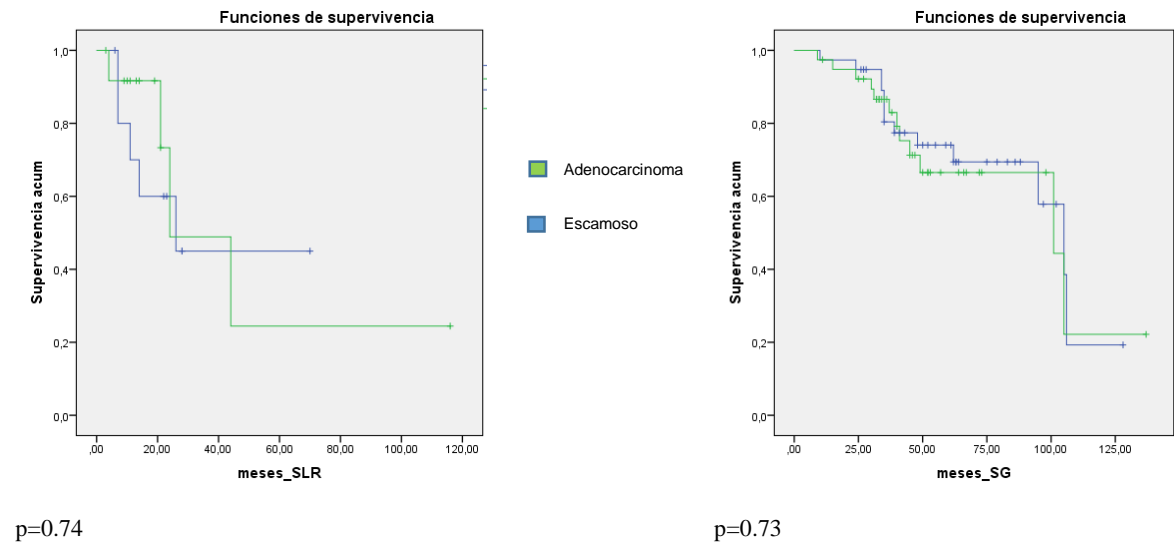 Funciones de supervivencia
Supervivencia acum
1,0
0,8
0,6
0,4
0,2
0,0
,00 20,00 40,00 60,00 80,00 100,00 120,00
meses_SLR
p=0.74
Adenocarcinoma
Escamoso
Funciones de supervivencia
Supervivencia acum
1,0
0,8
0,6
0,4
0,2
0,0
,00 25,00 50,00 75,00 100,00 125,00
meses_SG
p=0.73